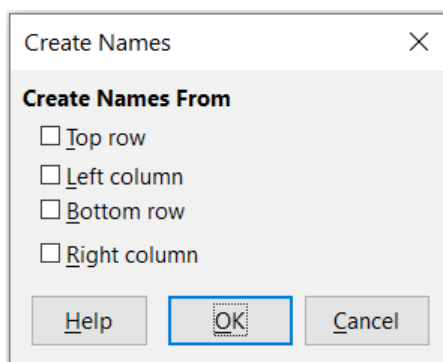 Create Names
Create Names From
Top row
Left column
Bottom row
Right column
Help OK Cancel